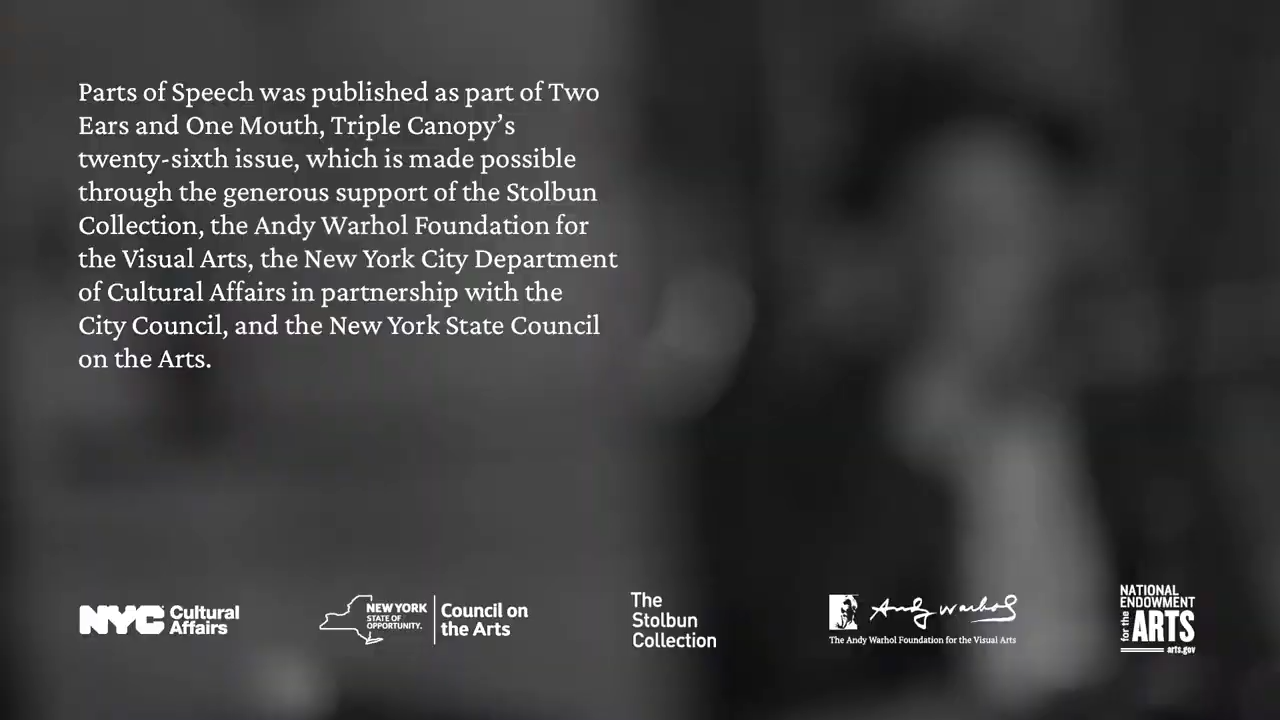 Parts of Speech was published as part of Two
Ears and One Mouth, Triple Canopy’s
twenty-sixth issue, which is made possible
through the generous support of the Stolbun
Collection, the Andy Warhol Foundation for
the Visual Arts, the New York City Department
of Cultural Affairs in partnership with the
City Council, and the New York State Council
on the Arts.
NYC Cultural
Affairs
NEW YORK
STATE OF
OPPORTUNITY.
Council on
the Arts
The
Stolbun
Collection
Andy Warhol
The Andy Warhol Foundation for the Visual Arts
NATIONAL
ENDOWMENT
for the ARTS
arts.gov